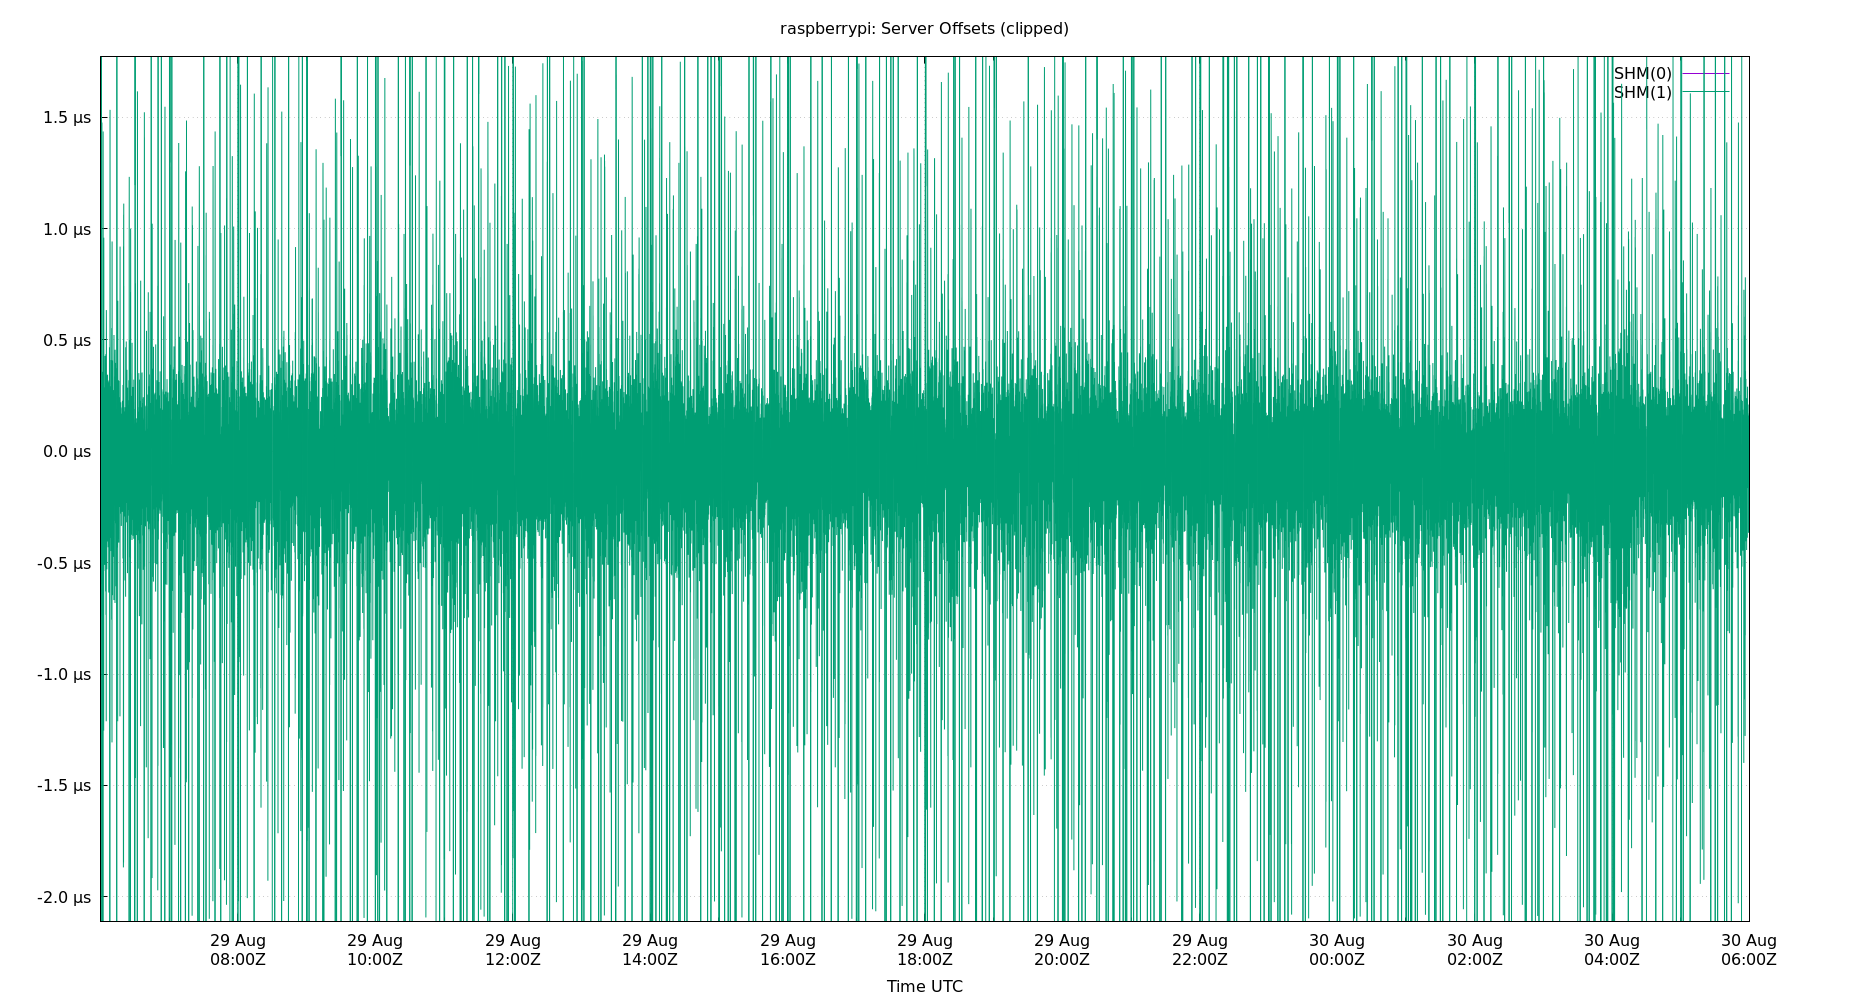 raspberrypi: Server Offsets (clipped)
SHM(0)
SHM(1)
1.5 µs
1.0 µs
0.5 µs
0.0 µs
-0.5 µs
-1.0 µs
-1.5 µs
-2.0 µs
29 Aug 29 Aug 29 Aug 29 Aug 29 Aug 29 Aug 29 Aug 29 Aug 30 Aug 30 Aug 30 Aug 30 Aug
08:00Z 10:00Z 12:00Z 14:00Z 16:00Z 18:00Z 20:00Z 22:00Z 00:00Z 02:00Z 04:00Z 06:00Z
Time UTC